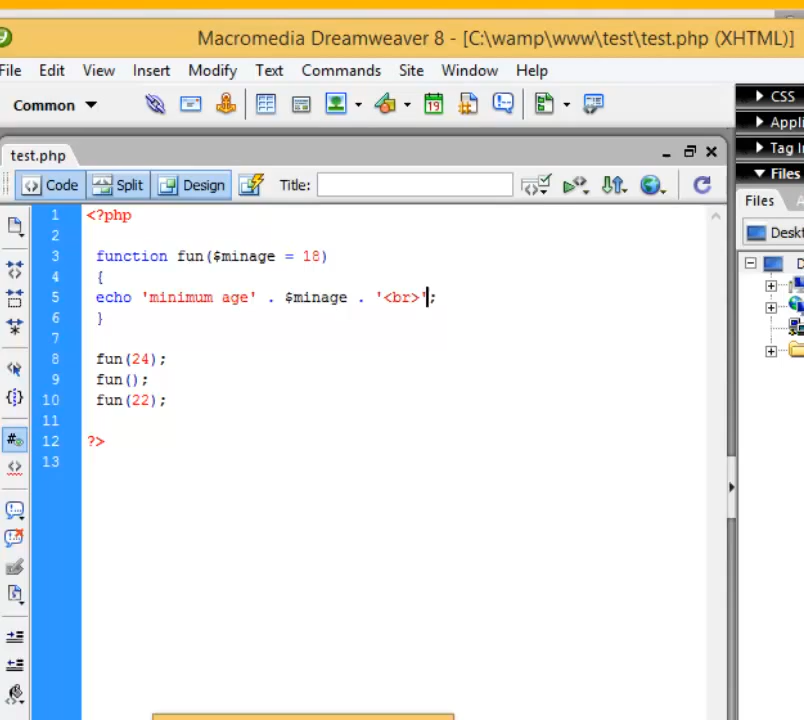 Macromedia Dreamweaver 8 - [C:\wamp\www\test\test.php (XHTML)]
File Edit View Insert Modify Text Commands Site Window Help
Common
CSS
Appli
Tag In
Files
test.php
Code Split Design Title:
Files
Deskt
D
1 <?php
2
3 function fun($minage = 18)
4 {
5 echo 'minimum age' . $minage . '<br>';
6 }
7
8 fun(24);
9 fun();
10 fun(22);
11
12 ?>
13